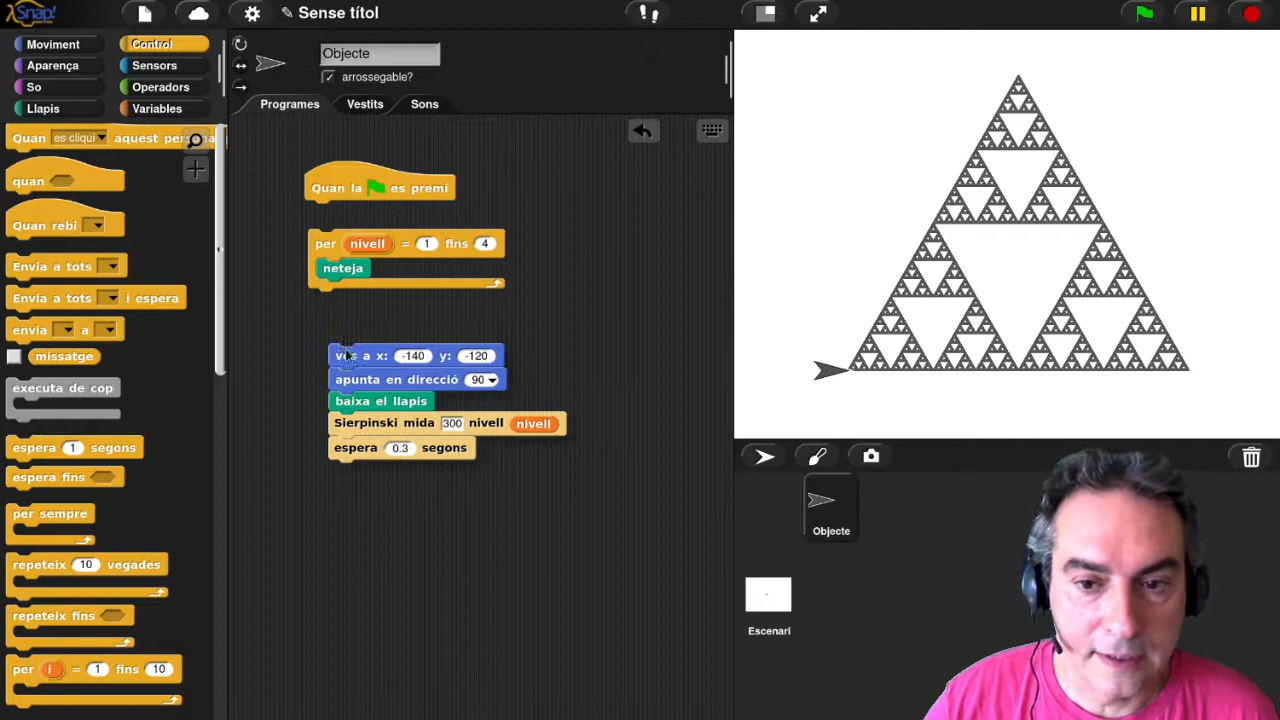 Snap!
Sense títol
Moviment
Control
Aparença
Sensors
So
Operadors
Llapis
Variables
Objecte
arrossegable?
Programes
Vestits
Sons
Quan es cliqui aquest persona
quan
Quan rebi
Envia a tots
Envia a tots i espera
envia a
missatge
executa de cop
espera 1 segons
espera fins
per sempre
repeteix 10 vegades
repeteix fins
per i = 1 fins 10
Quan la es premi
per nivell = 1 fins 4
neteja
a x: -140 y: -120
apunta en direcció 90
baixa el llapis
Sierpinski mida 300 nivell nivell
espera 0.3 segons
Objecte
Escenari